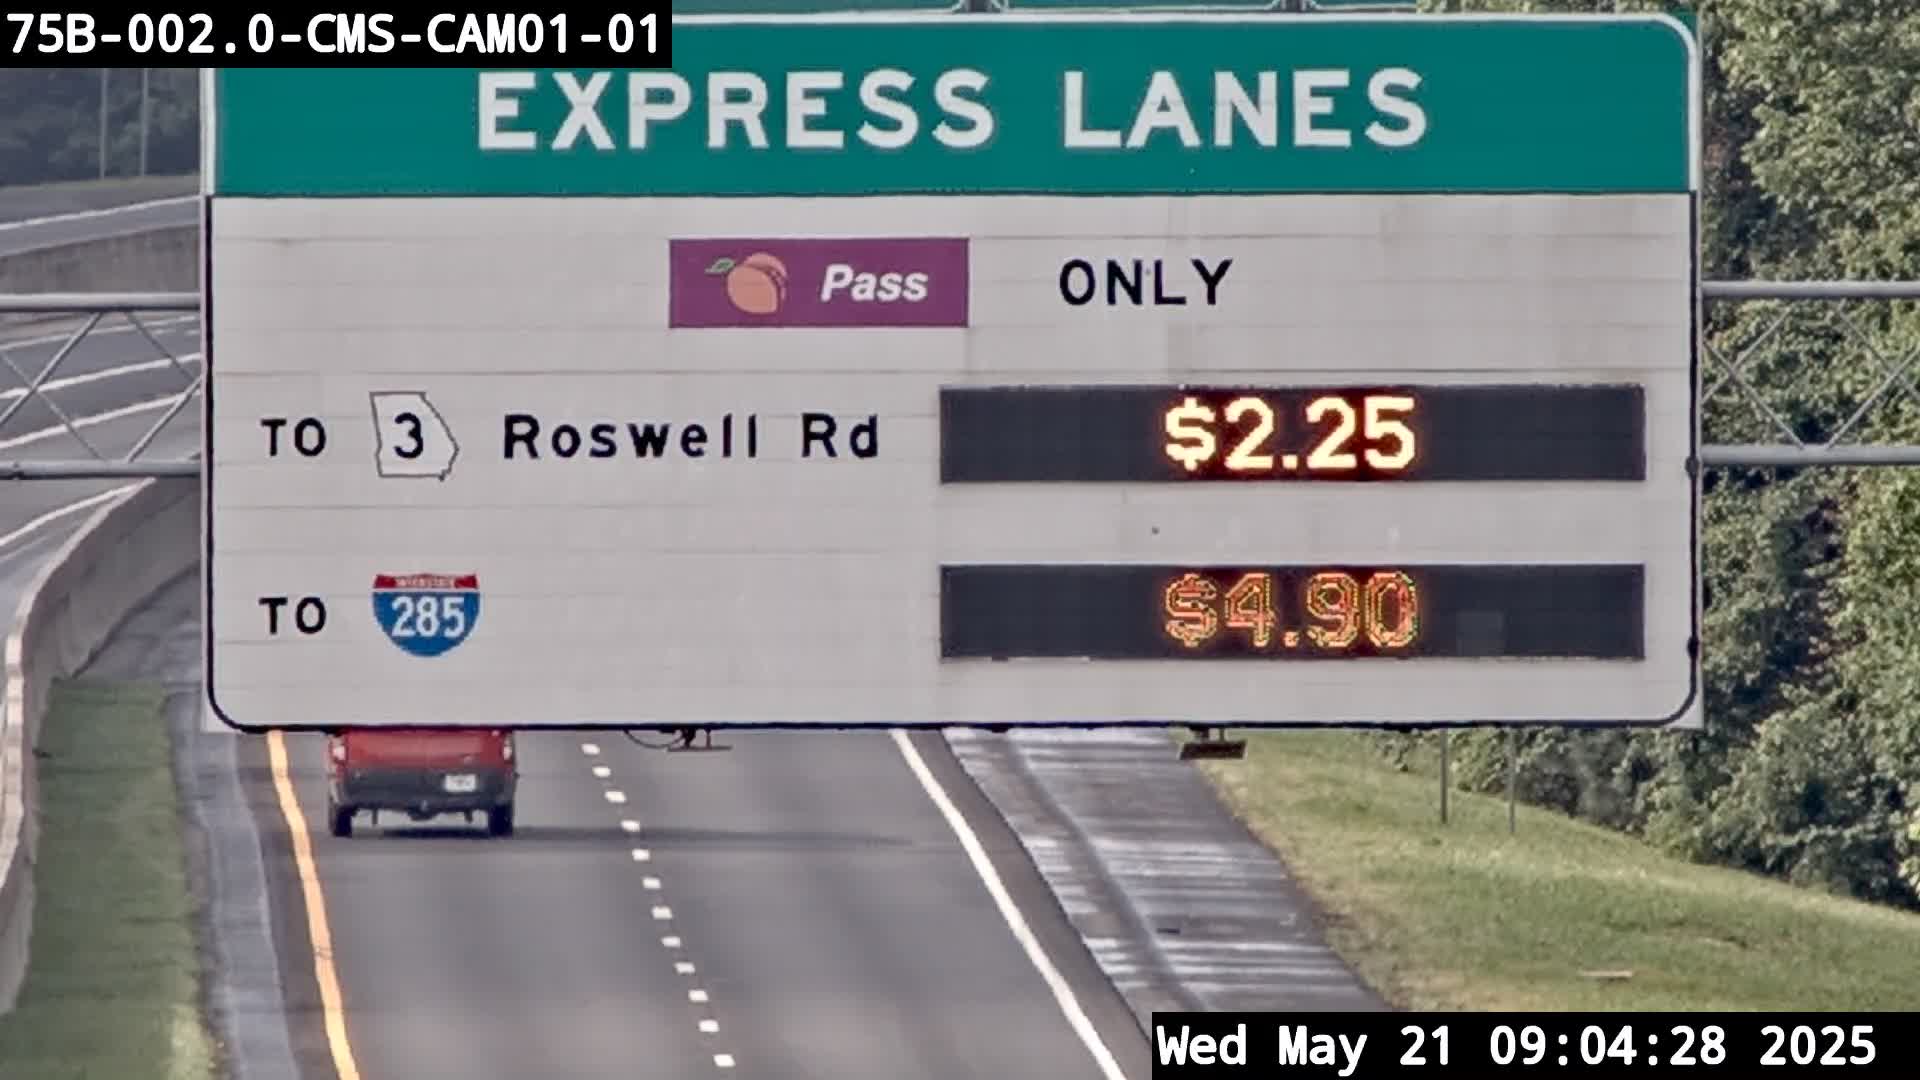 75B-002.0-CMS-CAM01-01
EXPRESS LANES
Pass ONLY
TO 3 Roswell Rd $2.25
INTERSTATE
TO 285 $4.90
Wed May 21 09:04:28 2025